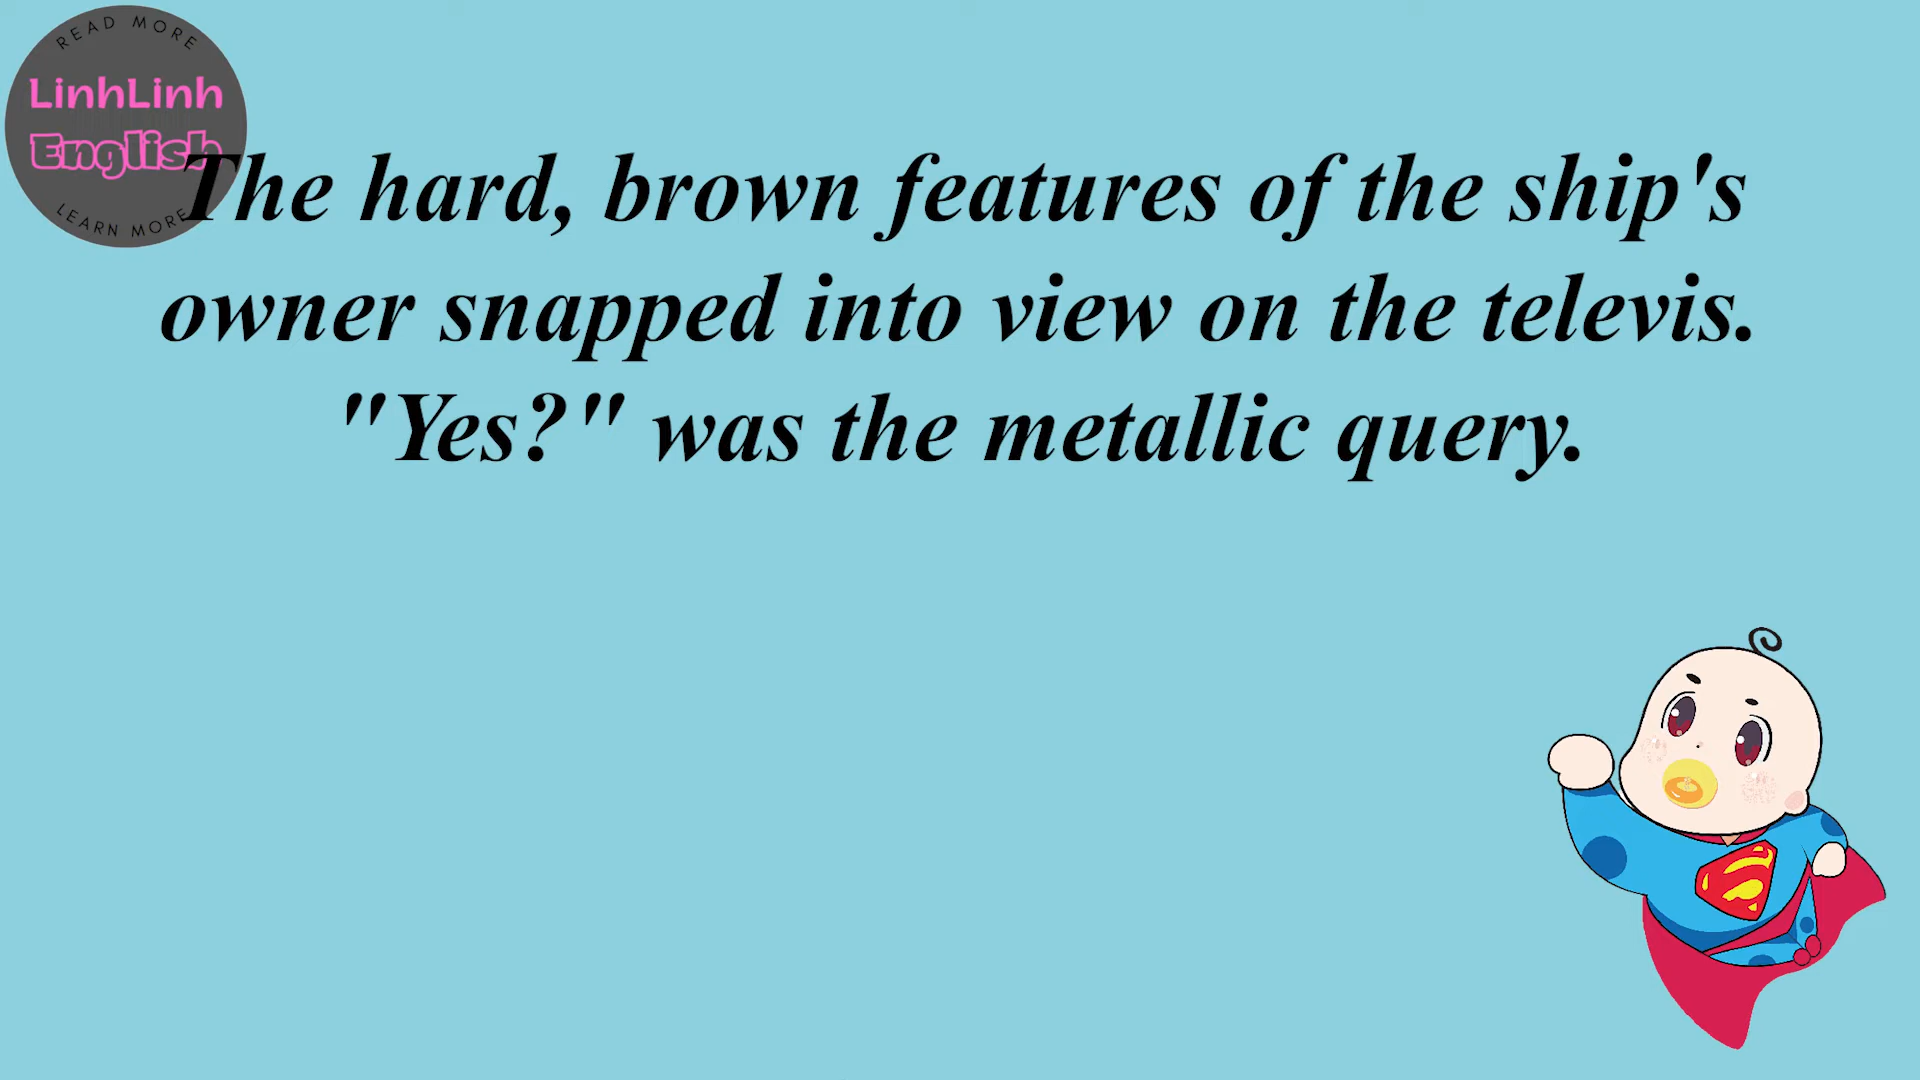 READ MORE
LinhLinh
English
LEARN MORE
The hard, brown features of the ship's
owner snapped into view on the televis.
"Yes?" was the metallic query.